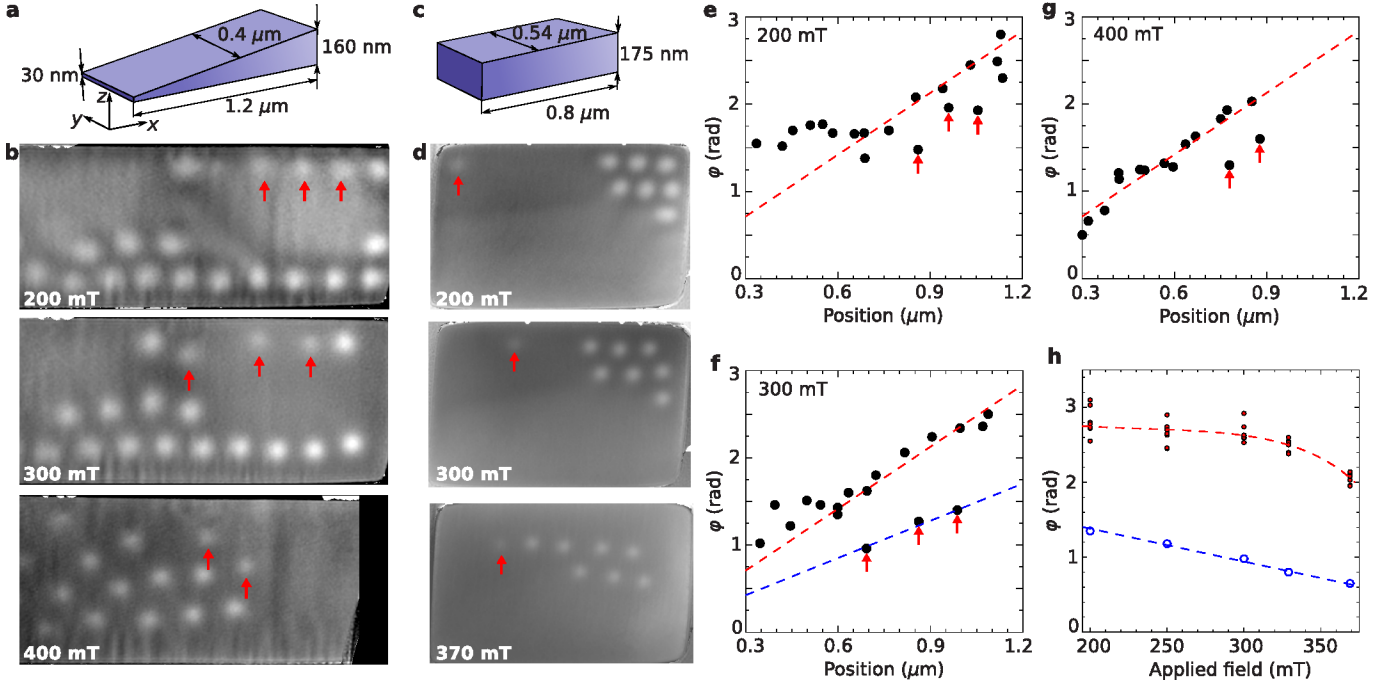 a
0.4 μm
160 nm
30 nm
1.2 μm
z
y
x
c
0.54 μm
175 nm
0.8 μm
b
200 mT
300 mT
400 mT
d
200 mT
300 mT
370 mT
e
200 mT
φ (rad)
3
2
1
0
0.3
0.6
0.9
1.2
Position (μm)
g
400 mT
φ (rad)
3
2
1
0
0.3
0.6
0.9
1.2
Position (μm)
f
300 mT
φ (rad)
3
2
1
0
0.3
0.6
0.9
1.2
Position (μm)
h
φ (rad)
3
2
1
0
200
250
300
350
Applied field (mT)